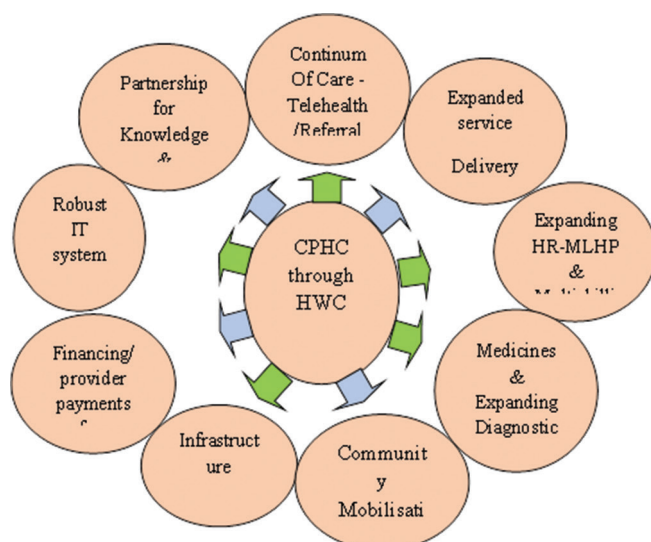 Continum
Of Care -
Telehealth
/Referral
Partnership
for
Knowledge
&
Expanded
service
Delivery
Robust
IT
system
Expanding
HR-MLHP
&
CPHC
through
HWC
Financing/
provider
payments
Medicines
&
Expanding
Diagnostic
Infrastruct
ure
Communit
y
Mobilisati